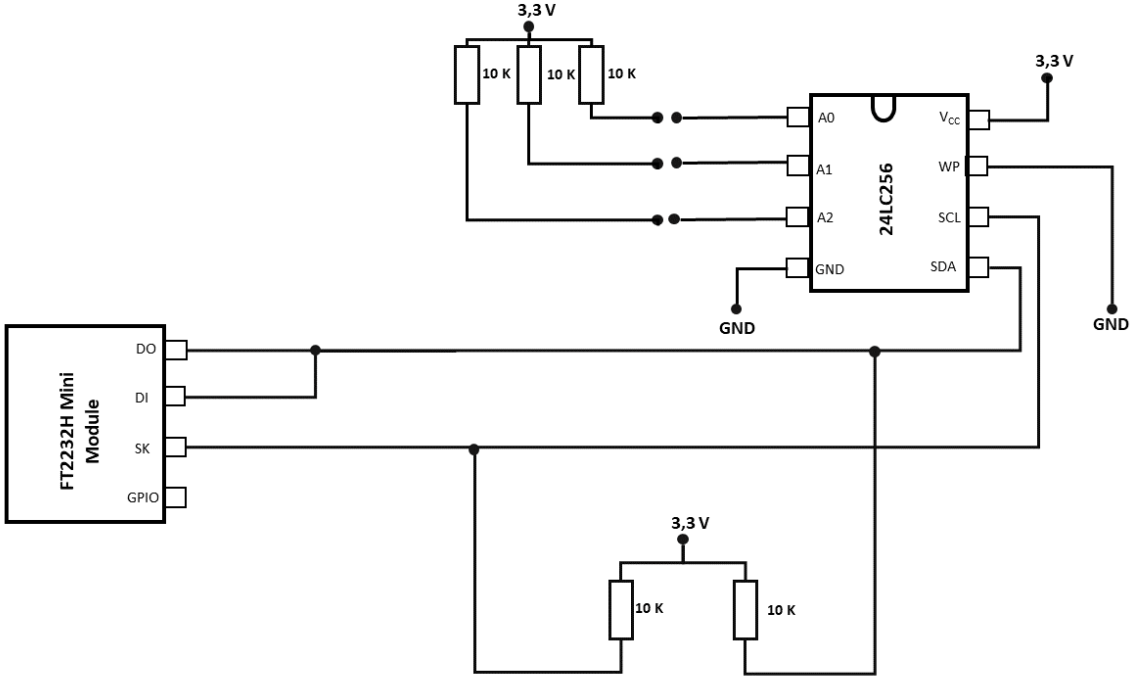 3,3 V
10 K
10 K
10 K
3,3 V
A0
V_CC
A1
WP
24LC256
A2
SCL
GND
SDA
GND
GND
DO
DI
FT2232H Mini
Module
SK
GPIO
3,3 V
10 K
10 K